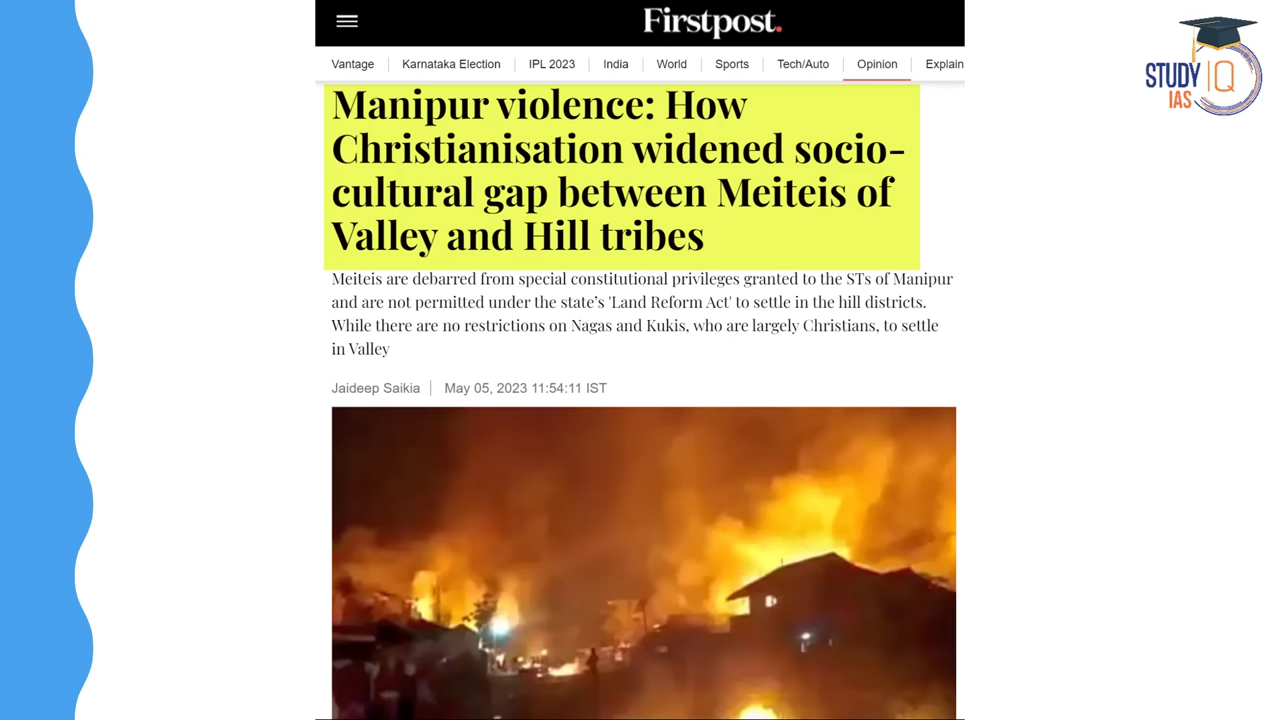 Firstpost.
Vantage
Karnataka Election
IPL 2023
India
World
Sports
Tech/Auto
Opinion
Explain
Manipur violence: How
Christianisation widened socio-
cultural gap between Meiteis of
Valley and Hill tribes
Meiteis are debarred from special constitutional privileges granted to the STs of Manipur
and are not permitted under the state’s 'Land Reform Act' to settle in the hill districts.
While there are no restrictions on Nagas and Kukis, who are largely Christians, to settle
in Valley
Jaideep Saikia
May 05, 2023 11:54:11 IST
STUDY IQ
IAS